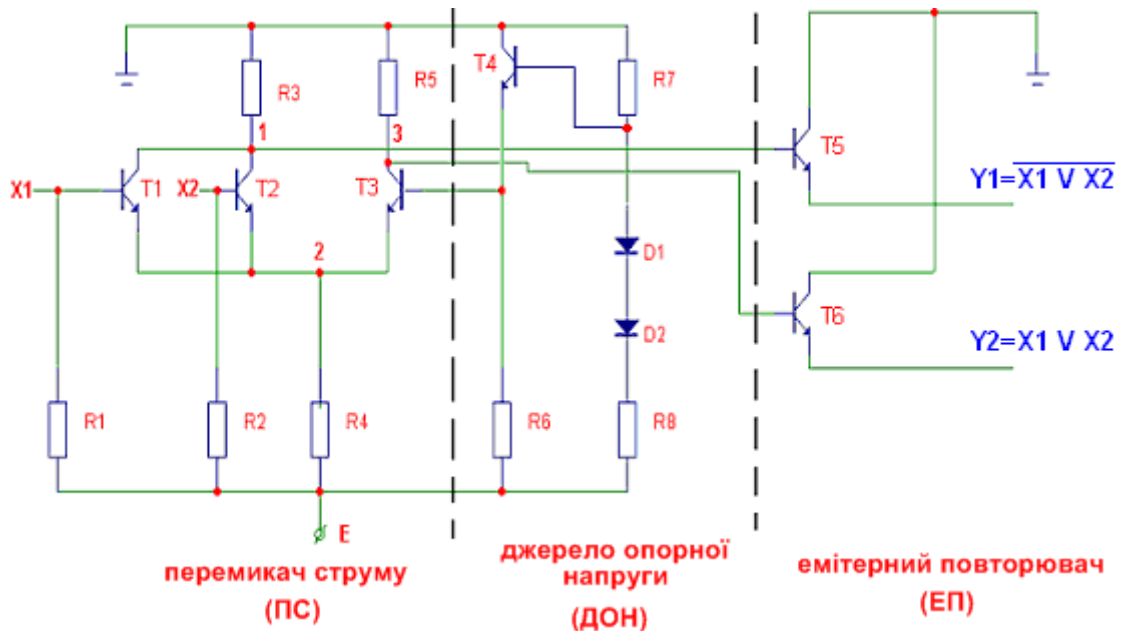 T4
R3
R5
R7
1
3
X1
T1
X2
T2
T3
T5
Y1=X1 V X2
2
D1
T6
D2
Y2=X1 V X2
R1
R2
R4
R6
R8
E
перемикач струму
(ПС)
джерело опорної
напруги
(ДОН)
емітерний повторювач
(ЕП)